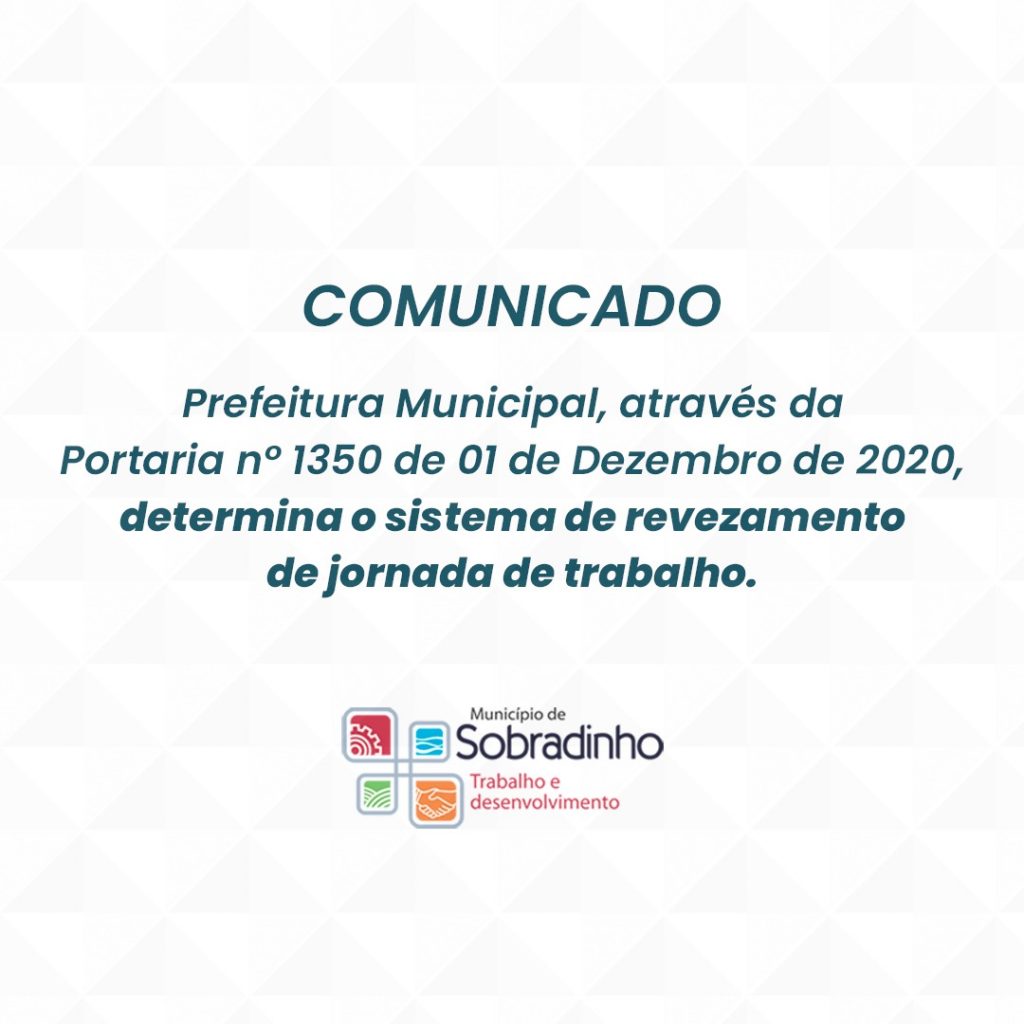 COMUNICADO
Prefeitura Municipal, através da
Portaria nº 1350 de 01 de Dezembro de 2020,
determina o sistema de revezamento
de jornada de trabalho.
Município de
Sobradinho
Trabalho e
desenvolvimento